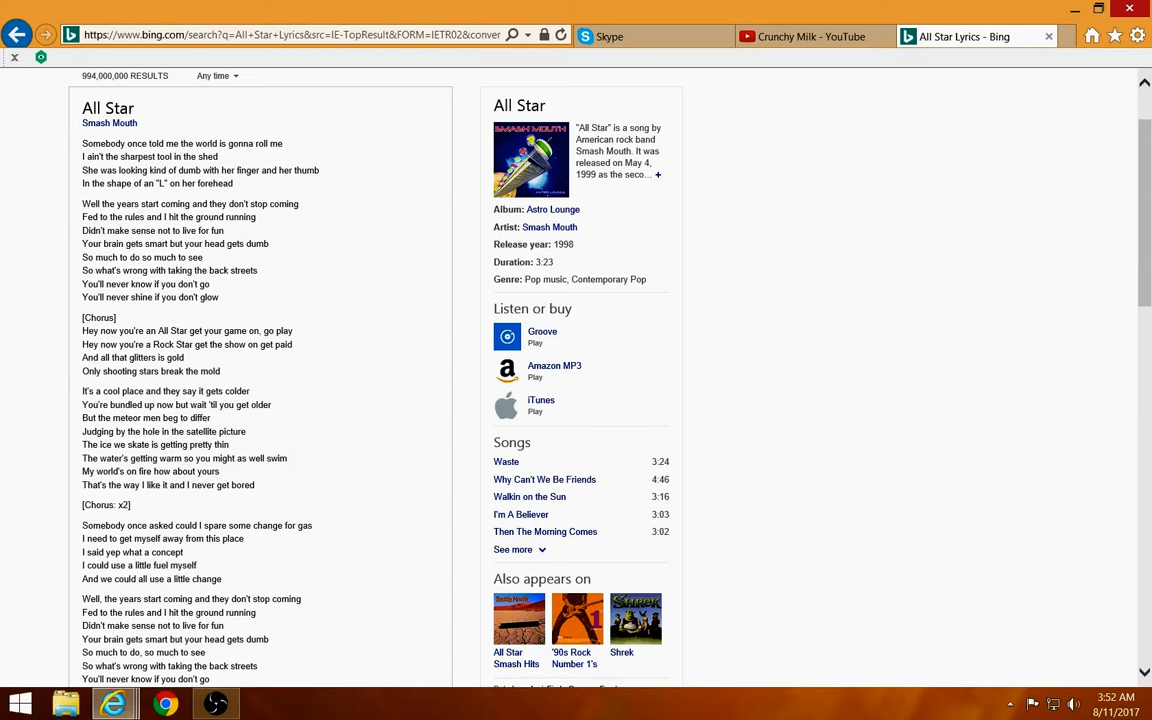 https://www.bing.com/search?q=All+Star+Lyrics&src=IE-TopResult&FORM=IETR02&conver
Skype
Crunchy Milk - YouTube
All Star Lyrics - Bing
x
994,000,000 RESULTS
Any time
All Star
Smash Mouth
Somebody once told me the world is gonna roll me
I ain't the sharpest tool in the shed
She was looking kind of dumb with her finger and her thumb
In the shape of an "L" on her forehead
Well the years start coming and they don't stop coming
Fed to the rules and I hit the ground running
Didn't make sense not to live for fun
Your brain gets smart but your head gets dumb
So much to do so much to see
So what's wrong with taking the back streets
You'll never know if you don't go
You'll never shine if you don't glow
[Chorus]
Hey now you're an All Star get your game on, go play
Hey now you're a Rock Star get the show on get paid
And all that glitters is gold
Only shooting stars break the mold
It's a cool place and they say it gets colder
You're bundled up now but wait 'til you get older
But the meteor men beg to differ
Judging by the hole in the satellite picture
The ice we skate is getting pretty thin
The water's getting warm so you might as well swim
My world's on fire how about yours
That's the way I like it and I never get bored
[Chorus: x2]
Somebody once asked could I spare some change for gas
I need to get myself away from this place
I said yep what a concept
I could use a little fuel myself
And we could all use a little change
Well, the years start coming and they don't stop coming
Fed to the rules and I hit the ground running
Didn't make sense not to live for fun
Your brain gets smart but your head gets dumb
So much to do, so much to see
So what's wrong with taking the back streets
You'll never know if you don't go
All Star
SMASH MOUTH
"All Star" is a song by
American rock band
Smash Mouth. It was
released on May 4,
1999 as the seco... +
Album: Astro Lounge
Artist: Smash Mouth
Release year: 1998
Duration: 3:23
Genre: Pop music, Contemporary Pop
Listen or buy
Groove
Play
a
Amazon MP3
Play
iTunes
Play
Songs
Waste 3:24
Why Can't We Be Friends 4:46
Walkin on the Sun 3:16
I'm A Believer 3:03
Then The Morning Comes 3:02
See more
Also appears on
SHREK
All Star
Smash Hits
'90s Rock
Number 1's
Shrek
3:52 AM
8/11/2017